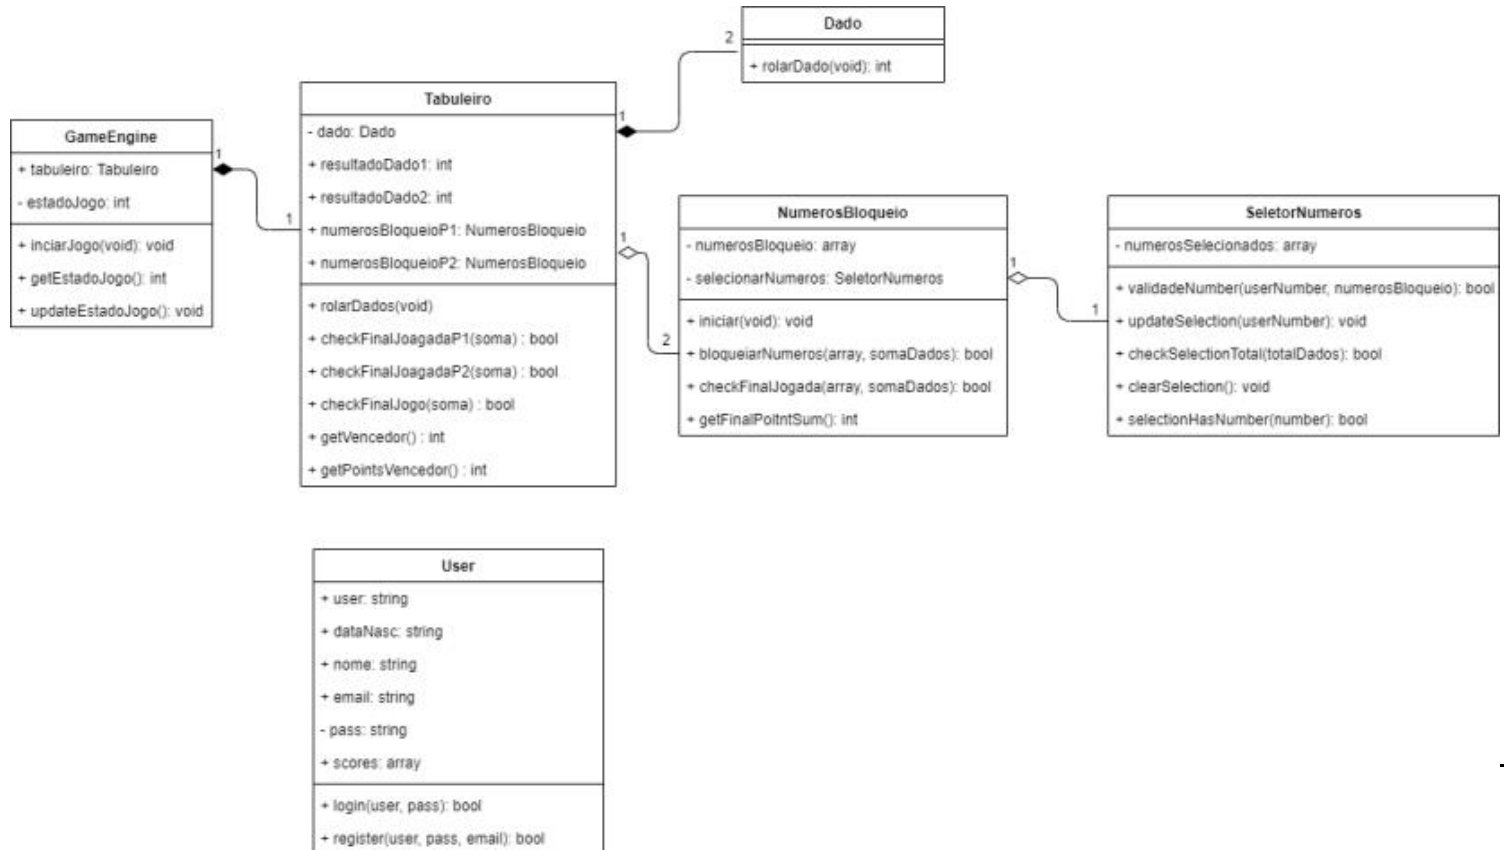 GameEngine
+ tabuleiro: Tabuleiro
- estadoJogo: int
+ inciarJogo(void): void
+ getEstadoJogo(): int
+ updateEstadoJogo(): void
1
1
Tabuleiro
- dado: Dado
+ resultadoDado1: int
+ resultadoDado2: int
+ numerosBloqueioP1: NumerosBloqueio
+ numerosBloqueioP2: NumerosBloqueio
+ rolarDados(void)
+ checkFinalJoagadaP1(soma) : bool
+ checkFinalJoagadaP2(soma) : bool
+ checkFinalJogo(soma) : bool
+ getVencedor() : int
+ getPointsVencedor() : int
1
2
Dado
+ rolarDado(void): int
1
2
NumerosBloqueio
- numerosBloqueio: array
- selecionarNumeros: SeletorNumeros
+ iniciar(void): void
+ bloqueiarNumeros(array, somaDados): bool
+ checkFinalJogada(array, somaDados): bool
+ getFinalPoitntSum(): int
1
1
SeletorNumeros
- numerosSelecionados: array
+ validadeNumber(userNumber, numerosBloqueio): bool
+ updateSelection(userNumber): void
+ checkSelectionTotal(totalDados): bool
+ clearSelection(): void
+ selectionHasNumber(number): bool
User
+ user: string
+ dataNasc: string
+ nome: string
+ email: string
- pass: string
+ scores: array
+ login(user, pass): bool
+ register(user, pass, email): bool